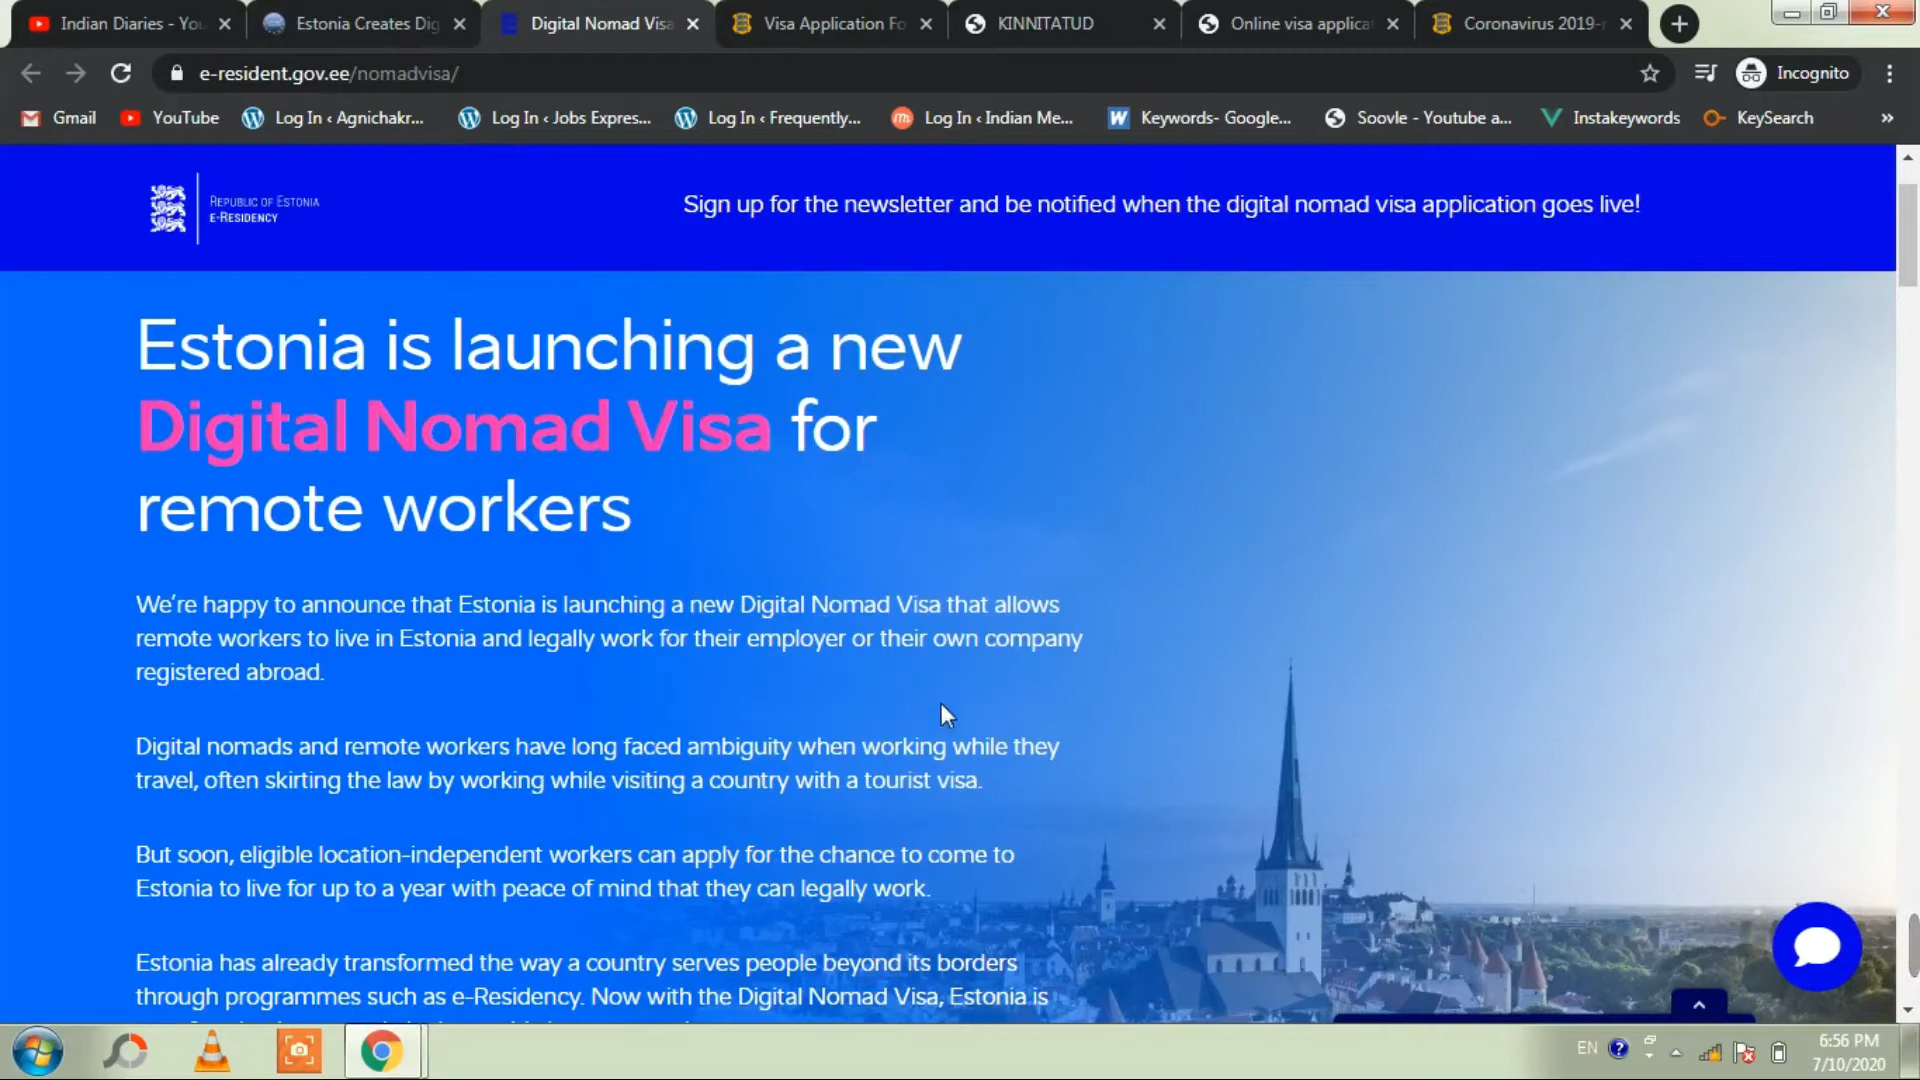 Indian Diaries - You
Estonia Creates Dig
Digital Nomad Visa
Visa Application Fo
KINNITATUD
Online visa applicat
Coronavirus 2019-
e-resident.gov.ee/nomadvisa/
Incognito
Gmail
YouTube
Log In ‹ Agnichakr...
Log In ‹ Jobs Expres...
Log In ‹ Frequently...
Log In ‹ Indian Me...
Keywords- Google...
Soovle - Youtube a...
Instakeywords
KeySearch
»
REPUBLIC OF ESTONIA
E-RESIDENCY
Sign up for the newsletter and be notified when the digital nomad visa application goes live!
Estonia is launching a new
Digital Nomad Visa for
remote workers
We're happy to announce that Estonia is launching a new Digital Nomad Visa that allows
remote workers to live in Estonia and legally work for their employer or their own company
registered abroad.
Digital nomads and remote workers have long faced ambiguity when working while they
travel, often skirting the law by working while visiting a country with a tourist visa.
But soon, eligible location-independent workers can apply for the chance to come to
Estonia to live for up to a year with peace of mind that they can legally work.
Estonia has already transformed the way a country serves people beyond its borders
through programmes such as e-Residency. Now with the Digital Nomad Visa, Estonia is
EN
6:56 PM
7/10/2020